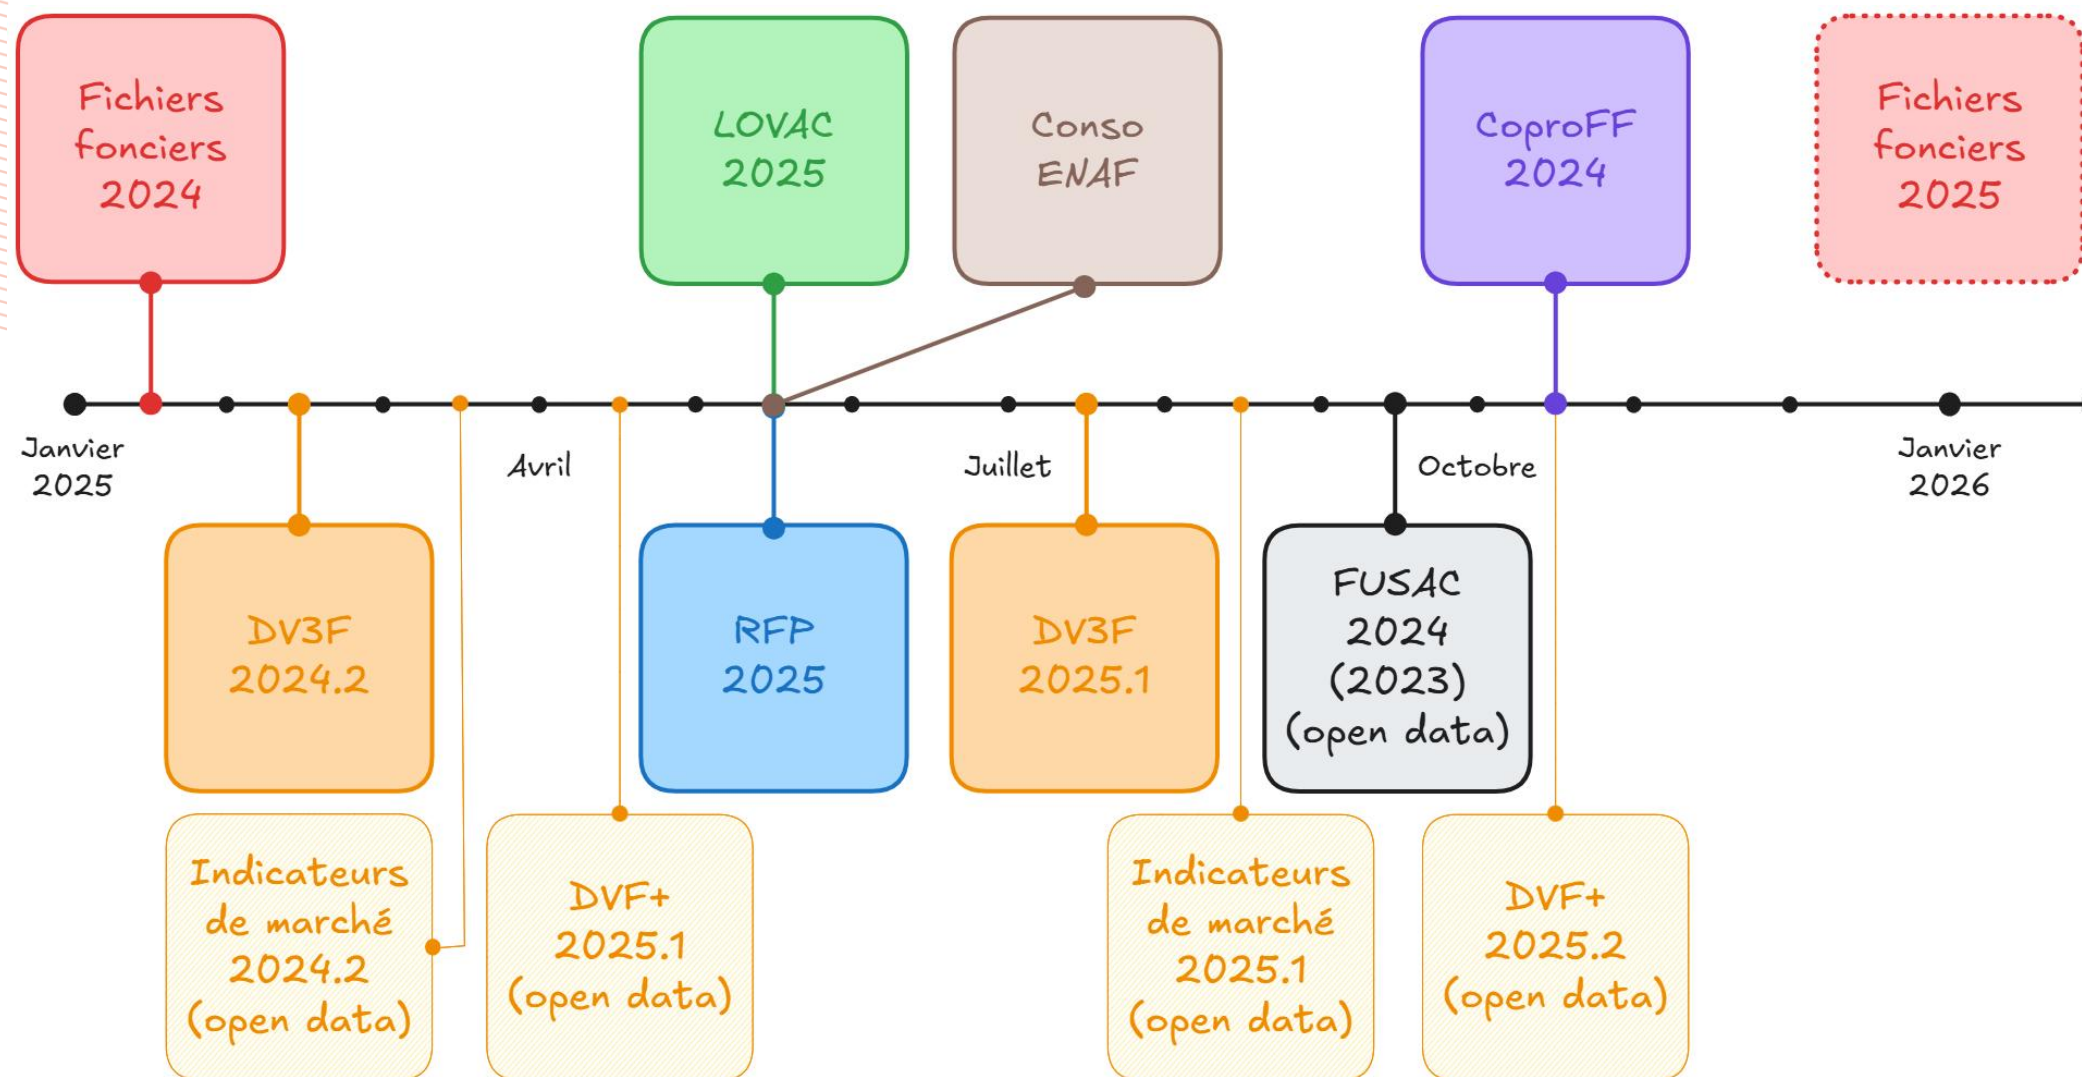 Fichiers
fonciers
2024
LOVAC
2025
Conso
ENAF
CoproFF
2024
Fichiers
fonciers
2025
Janvier
2025
Avril
Juillet
Octobre
Janvier
2026
DV3F
2024.2
RFP
2025
DV3F
2025.1
FUSAC
2024
(2023)
(open data)
Indicateurs
de marché
2024.2
(open data)
DVF+
2025.1
(open data)
Indicateurs
de marché
2025.1
(open data)
DVF+
2025.2
(open data)